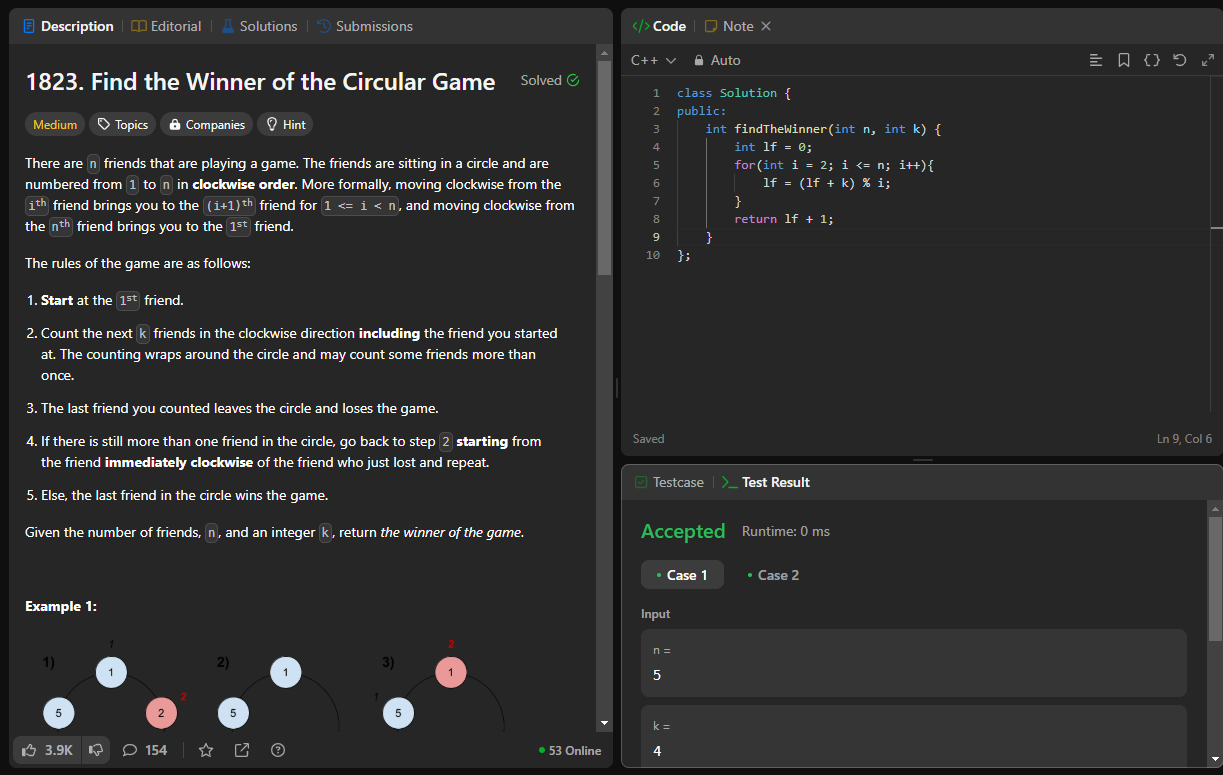 Description
Editorial
Solutions
Submissions
1823. Find the Winner of the Circular Game
Solved
Medium
Topics
Companies
Hint
There are n friends that are playing a game. The friends are sitting in a circle and are
numbered from 1 to n in clockwise order. More formally, moving clockwise from the
ith friend brings you to the (i+1)th friend for 1 <= i < n, and moving clockwise from
the nth friend brings you to the 1st friend.
The rules of the game are as follows:
1. Start at the 1st friend.
2. Count the next k friends in the clockwise direction including the friend you started
at. The counting wraps around the circle and may count some friends more than
once.
3. The last friend you counted leaves the circle and loses the game.
4. If there is still more than one friend in the circle, go back to step 2 starting from
the friend immediately clockwise of the friend who just lost and repeat.
5. Else, the last friend in the circle wins the game.
Given the number of friends, n, and an integer k, return the winner of the game.
Example 1:
1)
1
1
5
2
2
2)
1
5
3)
2
1
1
5
3.9K
154
53 Online
</> Code
Note
C++
Auto
1 class Solution {
2 public:
3 int findTheWinner(int n, int k) {
4 int lf = 0;
5 for(int i = 2; i <= n; i++){
6 lf = (lf + k) % i;
7 }
8 return lf + 1;
9 }
10 };
Saved
Ln 9, Col 6
Testcase
>_ Test Result
Accepted
Runtime: 0 ms
Case 1
Case 2
Input
n =
5
k =
4